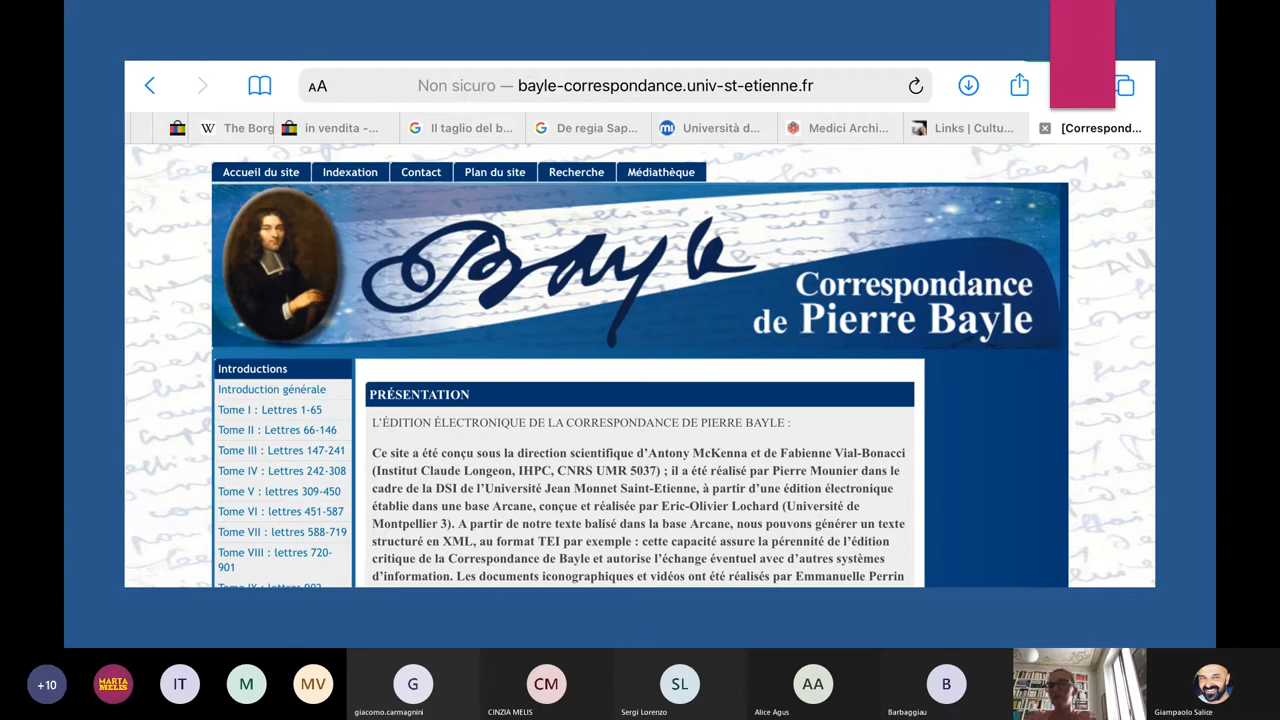 AA
Non sicuro — bayle-correspondance.univ-st-etienne.fr
The Borg
in vendita -...
Il taglio del b...
De regia Sap...
Università d...
Medici Archi...
Links | Cultu...
[Correspond...
Accueil du site
Indexation
Contact
Plan du site
Recherche
Médiathèque
Bayle
Correspondance
de Pierre Bayle
Introductions
Introduction générale
Tome I : Lettres 1-65
Tome II : Lettres 66-146
Tome III : Lettres 147-241
Tome IV : Lettres 242-308
Tome V : lettres 309-450
Tome VI : lettres 451-587
Tome VII : lettres 588-719
Tome VIII : lettres 720-
901
PRÉSENTATION
L'ÉDITION ÉLECTRONIQUE DE LA CORRESPONDANCE DE PIERRE BAYLE :
Ce site a été conçu sous la direction scientifique d'Antony McKenna et de Fabienne Vial-Bonacci
(Institut Claude Longeon, IHPC, CNRS UMR 5037) ; il a été réalisé par Pierre Mounier dans le
cadre de la DSI de l'Université Jean Monnet Saint-Etienne, à partir d'une édition électronique
établie dans une base Arcane, conçue et réalisée par Eric-Olivier Lochard (Université de
Montpellier 3). A partir de notre texte balisé dans la base Arcane, nous pouvons générer un texte
structuré en XML, au format TEI par exemple : cette capacité assure la pérennité de l'édition
critique de la Correspondance de Bayle et autorise l'échange éventuel avec d'autres systèmes
d'information. Les documents iconographiques et vidéos ont été réalisés par Emmanuelle Perrin
+10
MARTA
MELIS
IT
M
MV
G
CM
SL
AA
B
giacomo.carmagnini
CINZIA MELIS
Sergi Lorenzo
Alice Agus
Barbaggiau
Giampaolo Salice